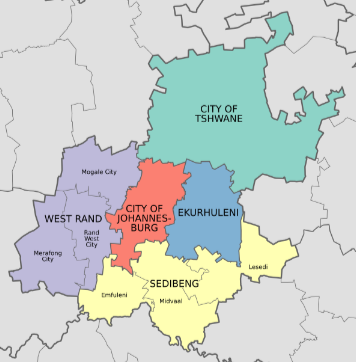 CITY OF
TSHWANE
Mogale City
CITY OF
JOHANNES-
BURG
EKURHULENI
WEST RAND
Rand
West
City
Merafong
City
Lesedi
SEDIBENG
Emfuleni
Midvaal